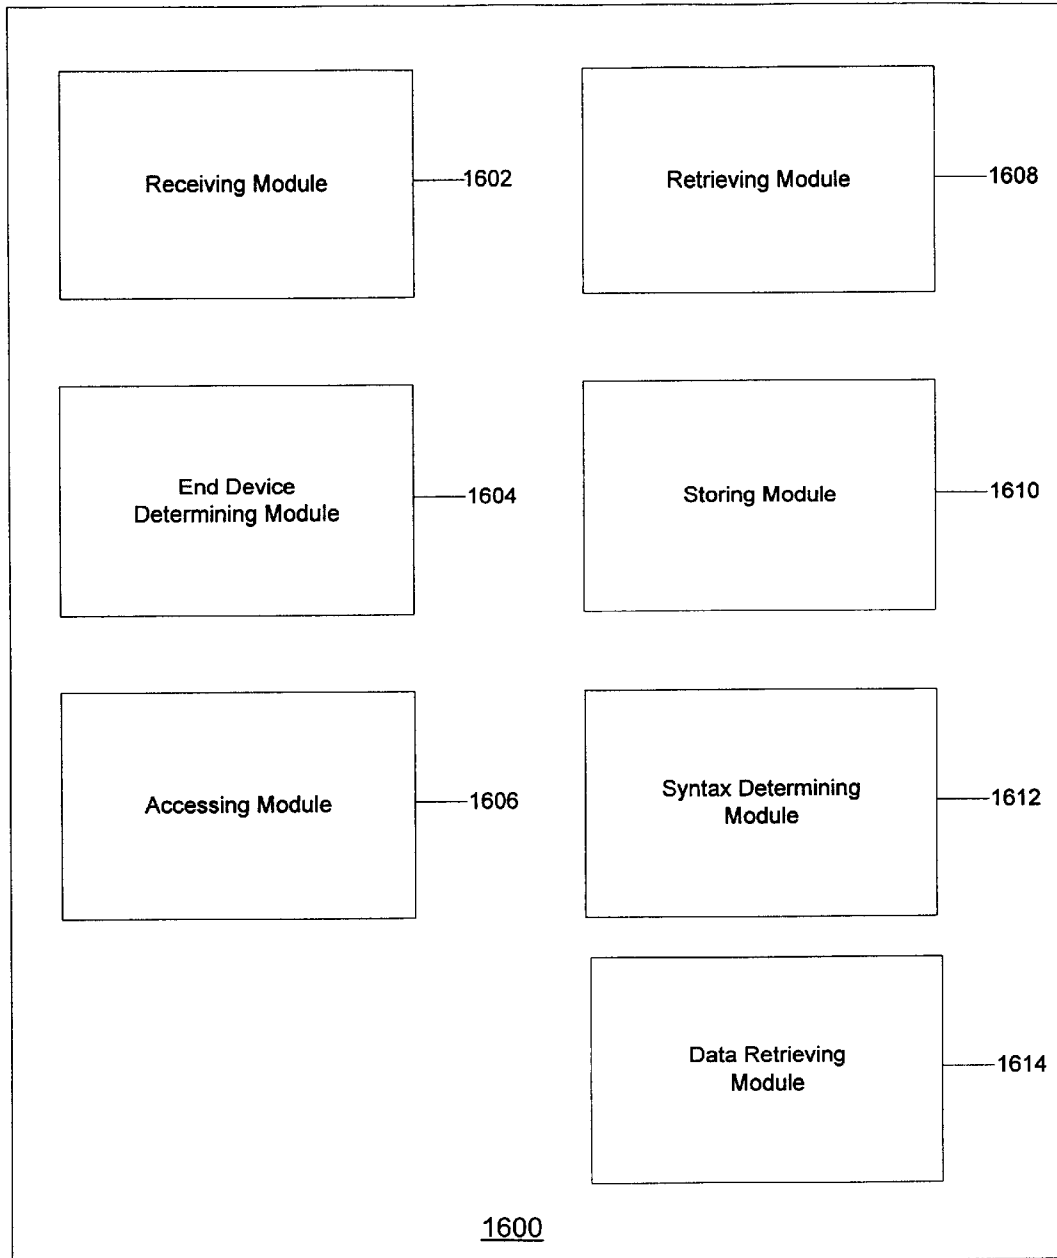 Receiving Module
1602
Retrieving Module
1608
End Device
Determining Module
1604
Storing Module
1610
Accessing Module
1606
Syntax Determining
Module
1612
Data Retrieving
Module
1614
1600